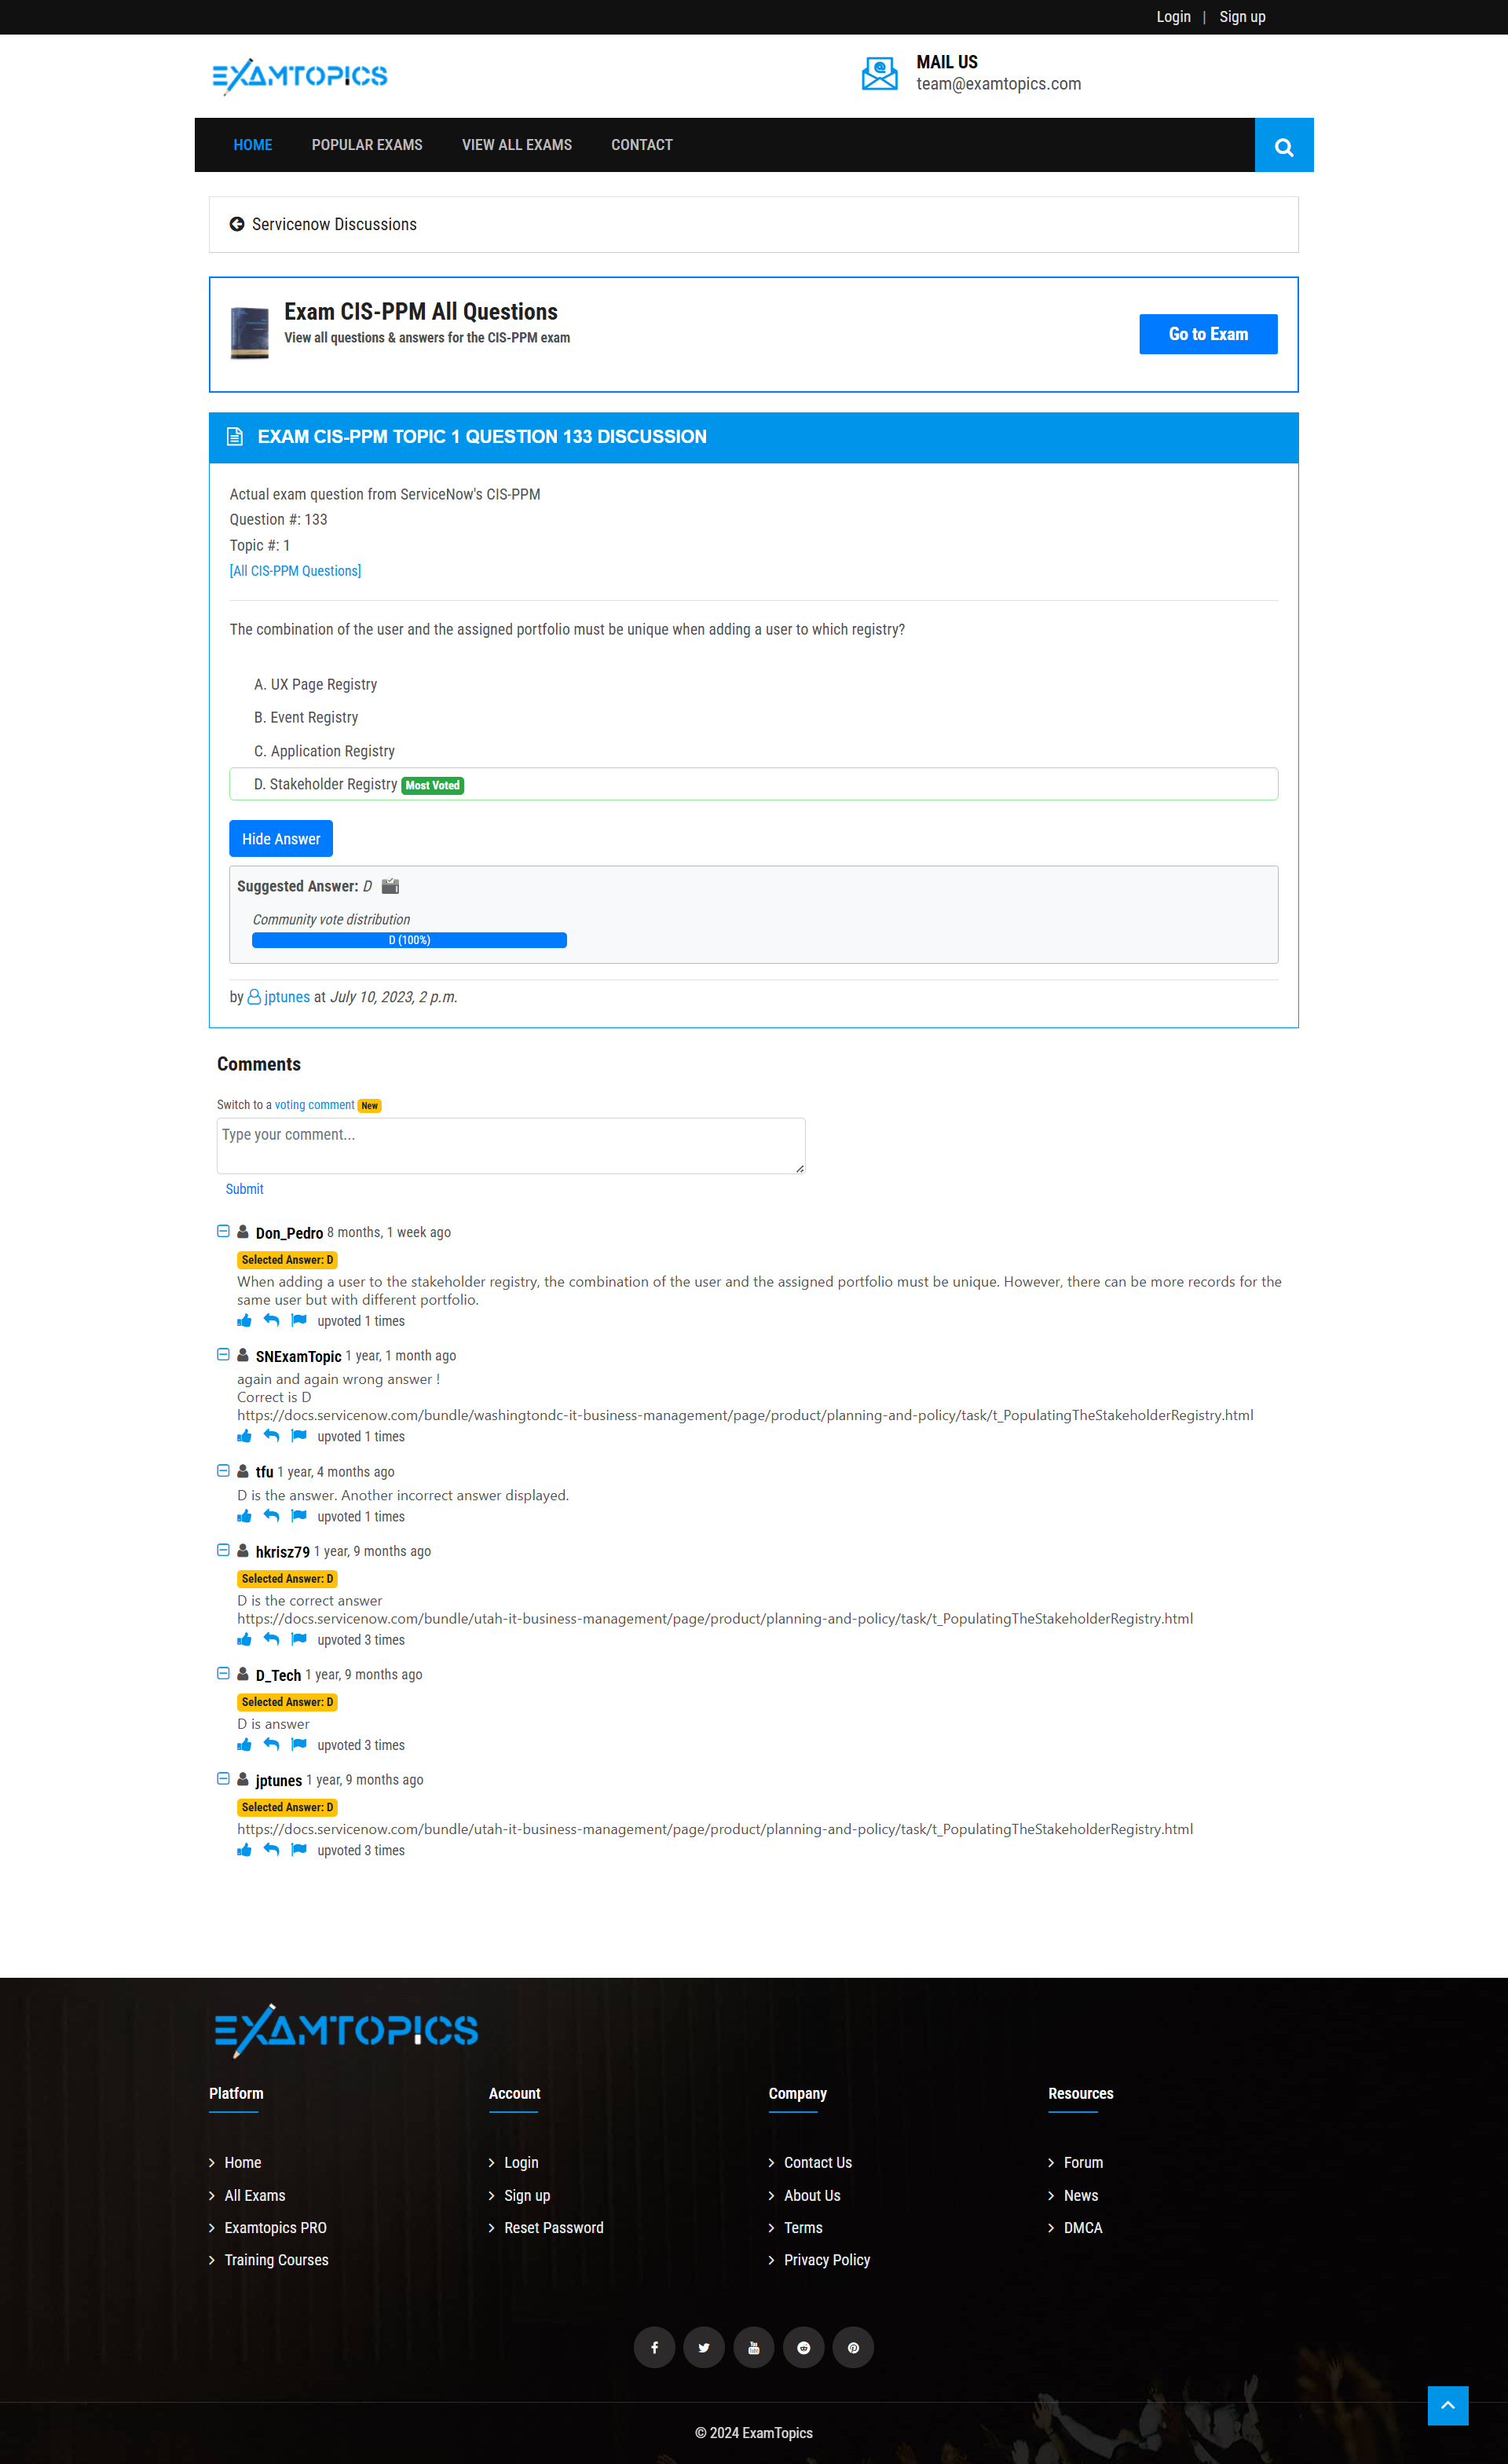 Login | Sign up
EXAMTOPICS
MAIL US
team@examtopics.com
HOME POPULAR EXAMS VIEW ALL EXAMS CONTACT
Servicenow Discussions
Exam CIS-PPM All Questions
View all questions & answers for the CIS-PPM exam
Go to Exam
EXAM CIS-PPM TOPIC 1 QUESTION 133 DISCUSSION
Actual exam question from ServiceNow's CIS-PPM
Question #: 133
Topic #: 1
[All CIS-PPM Questions]
The combination of the user and the assigned portfolio must be unique when adding a user to which registry?
A. UX Page Registry
B. Event Registry
C. Application Registry
D. Stakeholder Registry Most Voted
Hide Answer
Suggested Answer: D
Community vote distribution
D (100%)
by jptunes at July 10, 2023, 2 p.m.
Comments
Switch to a voting comment New
Type your comment...
Submit
Don_Pedro 8 months, 1 week ago
Selected Answer: D
When adding a user to the stakeholder registry, the combination of the user and the assigned portfolio must be unique. However, there can be more records for the
same user but with different portfolio.
upvoted 1 times
SNExamTopic 1 year, 1 month ago
again and again wrong answer !
Correct is D
https://docs.servicenow.com/bundle/washingtondc-it-business-management/page/product/planning-and-policy/task/t_PopulatingTheStakeholderRegistry.html
upvoted 1 times
tfu 1 year, 4 months ago
D is the answer. Another incorrect answer displayed.
upvoted 1 times
hkrisz79 1 year, 9 months ago
Selected Answer: D
D is the correct answer
https://docs.servicenow.com/bundle/utah-it-business-management/page/product/planning-and-policy/task/t_PopulatingTheStakeholderRegistry.html
upvoted 3 times
D_Tech 1 year, 9 months ago
Selected Answer: D
D is answer
upvoted 3 times
jptunes 1 year, 9 months ago
Selected Answer: D
https://docs.servicenow.com/bundle/utah-it-business-management/page/product/planning-and-policy/task/t_PopulatingTheStakeholderRegistry.html
upvoted 3 times
EXAMTOPICS
Platform Account Company Resources
Home Login Contact Us Forum
All Exams Sign up About Us News
Examtopics PRO Reset Password Terms DMCA
Training Courses Privacy Policy
© 2024 ExamTopics